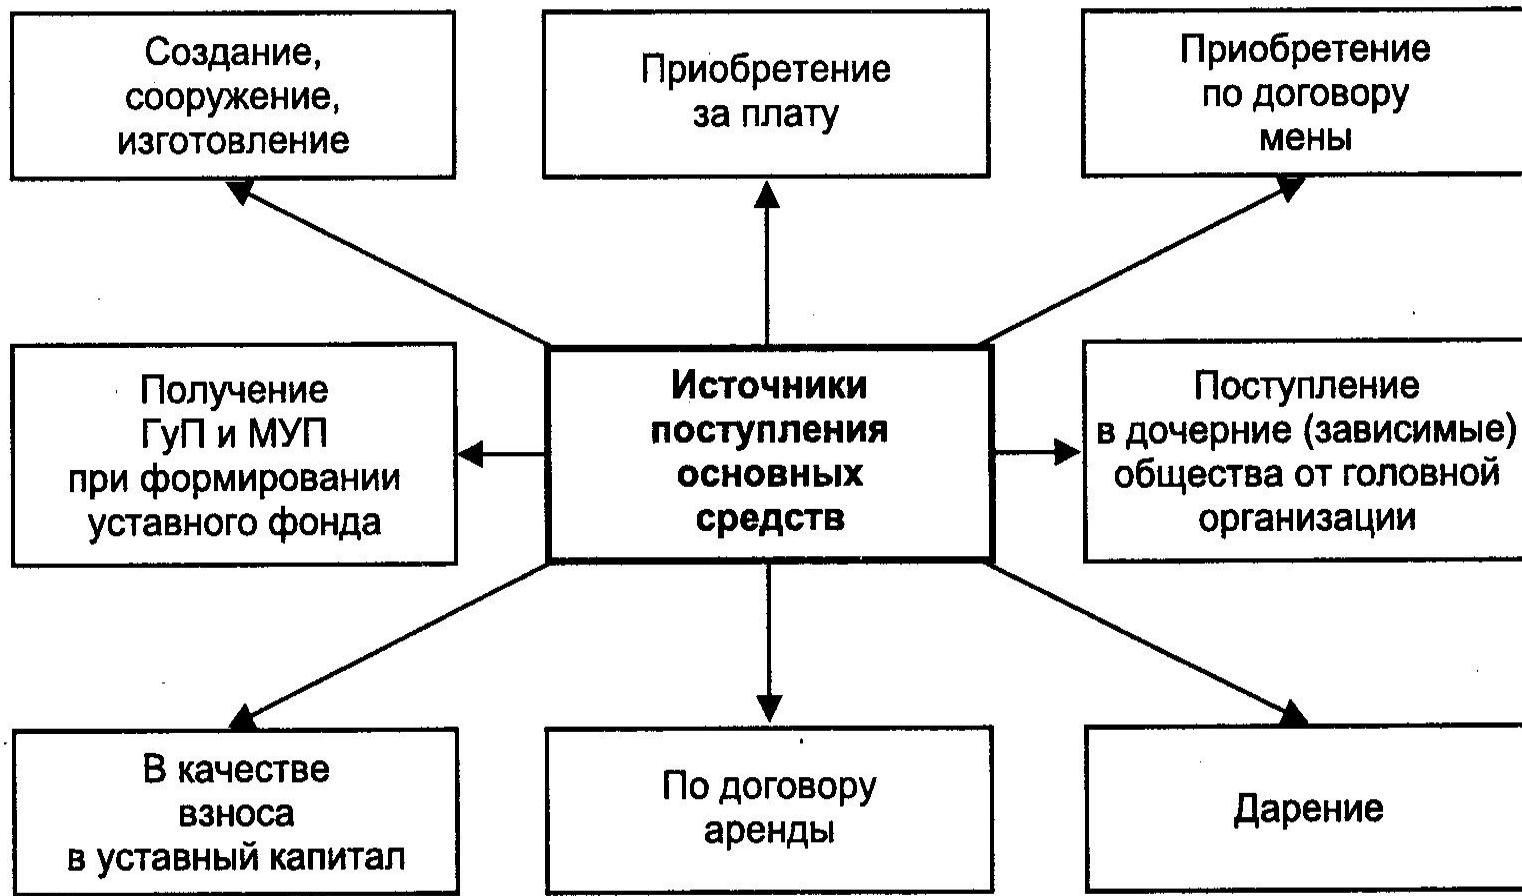 Создание,
сооружение,
изготовление
Приобретение
за плату
Приобретение
по договору
мены
Получение
ГуП и МУП
при формировании
уставного фонда
Источники
поступления
основных
средств
Поступление
в дочерние (зависимые)
общества от головной
организации
В качестве
взноса
в уставный капитал
По договору
аренды
Дарение